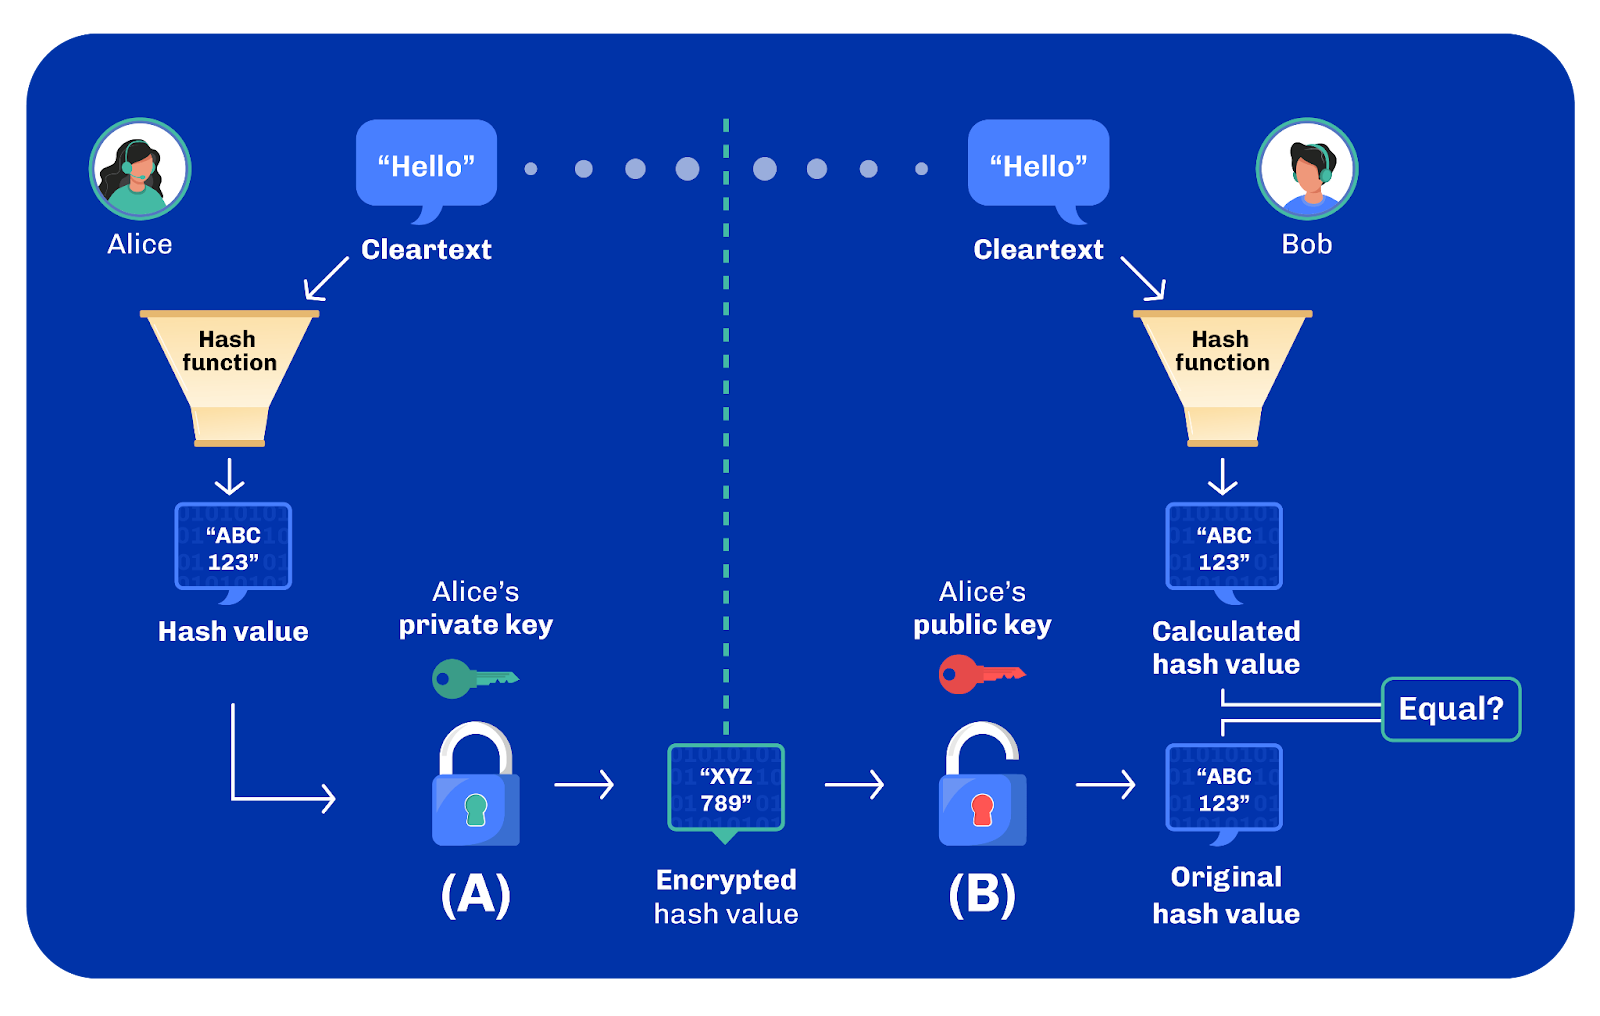 “Hello”
“Hello”
Alice
Cleartext
Cleartext
Bob
Hash
function
Hash
function
“ABC
123”
Hash value
“ABC
123”
Calculated
hash value
Alice’s
private key
Alice’s
public key
Equal?
“XYZ
789”
“ABC
123”
(A)
Encrypted
hash value
(B)
Original
hash value